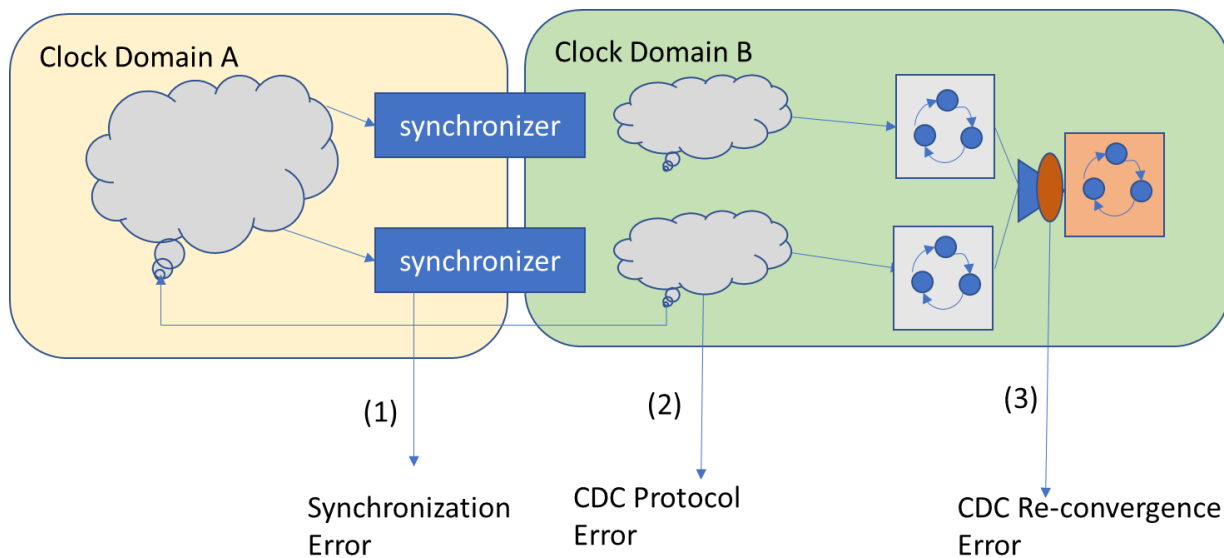 Clock Domain A
Clock Domain B
synchronizer
synchronizer
(1)
(2)
(3)
Synchronization
Error
CDC Protocol
Error
CDC Re-convergence
Error